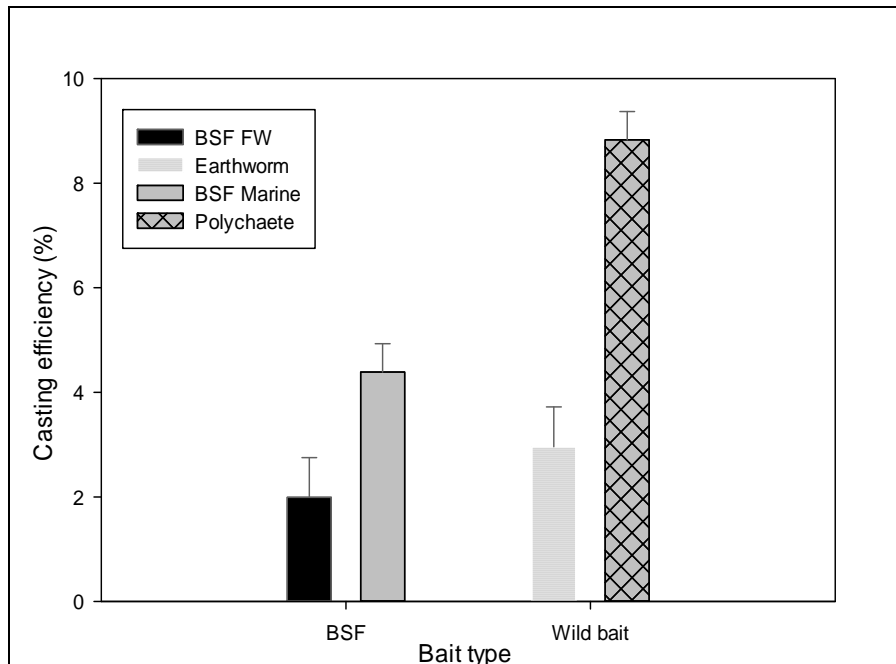 10
8
6
4
2
0
Casting efficiency (%)
BSF FW
Earthworm
BSF Marine
Polychaete
BSF Wild bait
Bait type